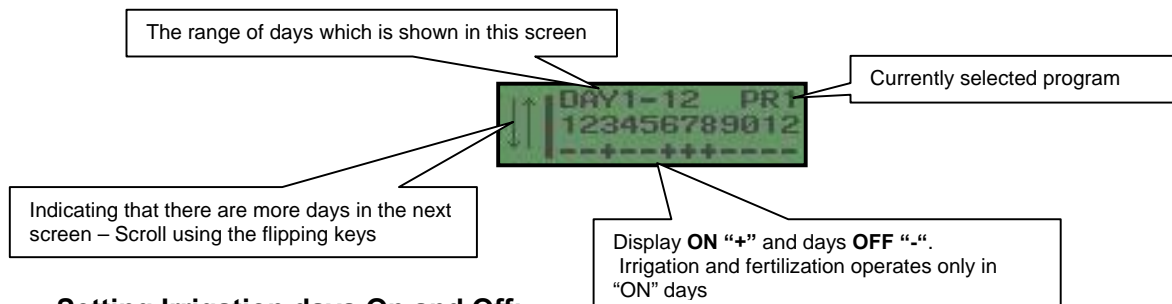 The range of days which is shown in this screen
Currently selected program
DAY1-12 PR1
123456789012
--+--+++----
Indicating that there are more days in the next
screen – Scroll using the flipping keys
Display ON “+” and days OFF “-“.
Irrigation and fertilization operates only in
“ON” days
Setting Irrigation days On and Off: